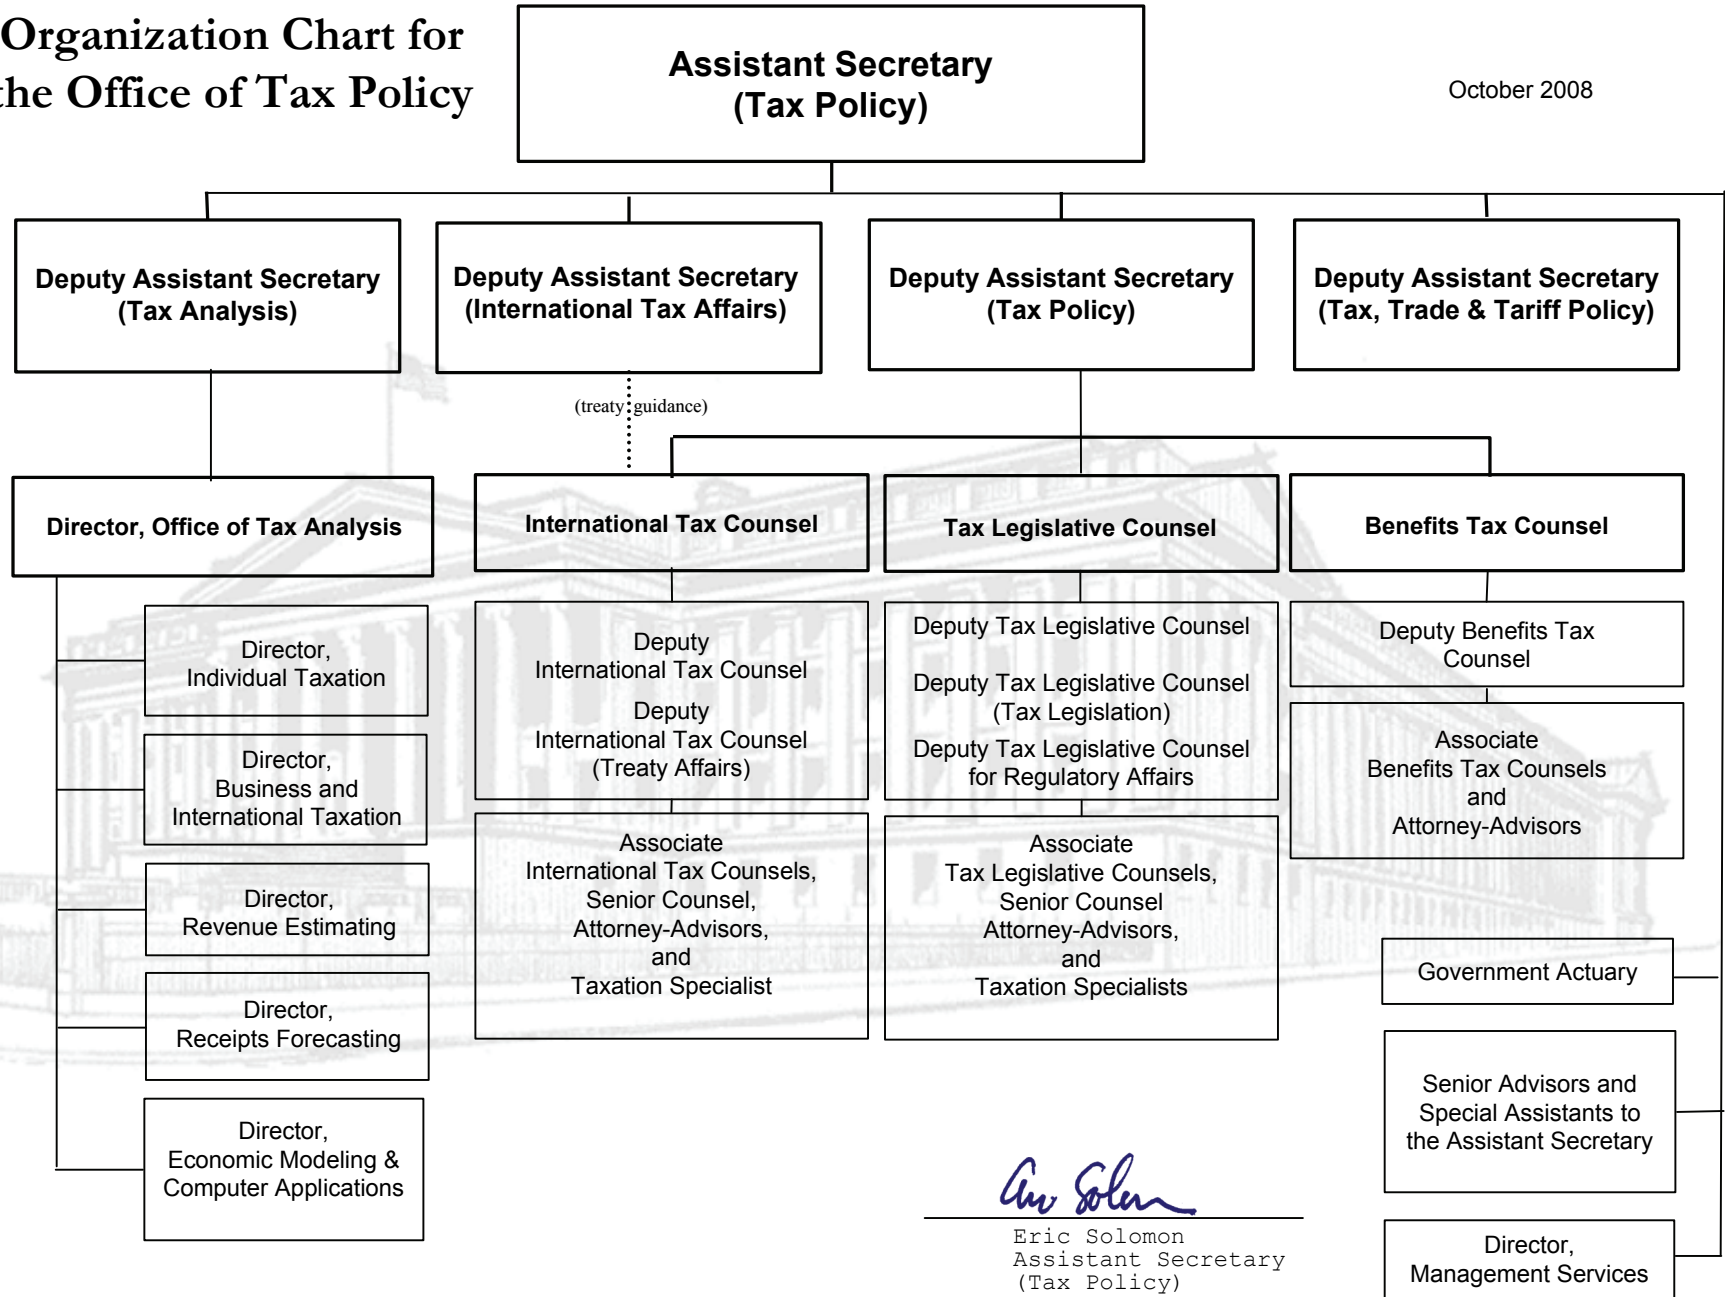 Organization Chart for
the Office of Tax Policy
Assistant Secretary
(Tax Policy)
October 2008
Deputy Assistant Secretary
(Tax Analysis)
Deputy Assistant Secretary
(International Tax Affairs)
Deputy Assistant Secretary
(Tax Policy)
Deputy Assistant Secretary
(Tax, Trade & Tariff Policy)
(treaty guidance)
Director, Office of Tax Analysis
International Tax Counsel
Tax Legislative Counsel
Benefits Tax Counsel
Director,
Individual Taxation
Director,
Business and
International Taxation
Director,
Revenue Estimating
Director,
Receipts Forecasting
Director,
Economic Modeling &
Computer Applications
Deputy
International Tax Counsel
Deputy
International Tax Counsel
(Treaty Affairs)
Associate
International Tax Counsels,
Senior Counsel,
Attorney-Advisors,
and
Taxation Specialist
Deputy Tax Legislative Counsel
Deputy Tax Legislative Counsel
(Tax Legislation)
Deputy Tax Legislative Counsel
for Regulatory Affairs
Associate
Tax Legislative Counsels,
Senior Counsel
Attorney-Advisors,
and
Taxation Specialists
Deputy Benefits Tax
Counsel
Associate
Benefits Tax Counsels
and
Attorney-Advisors
Government Actuary
Senior Advisors and
Special Assistants to
the Assistant Secretary
Director,
Management Services
Eric Solomon
Assistant Secretary
(Tax Policy)